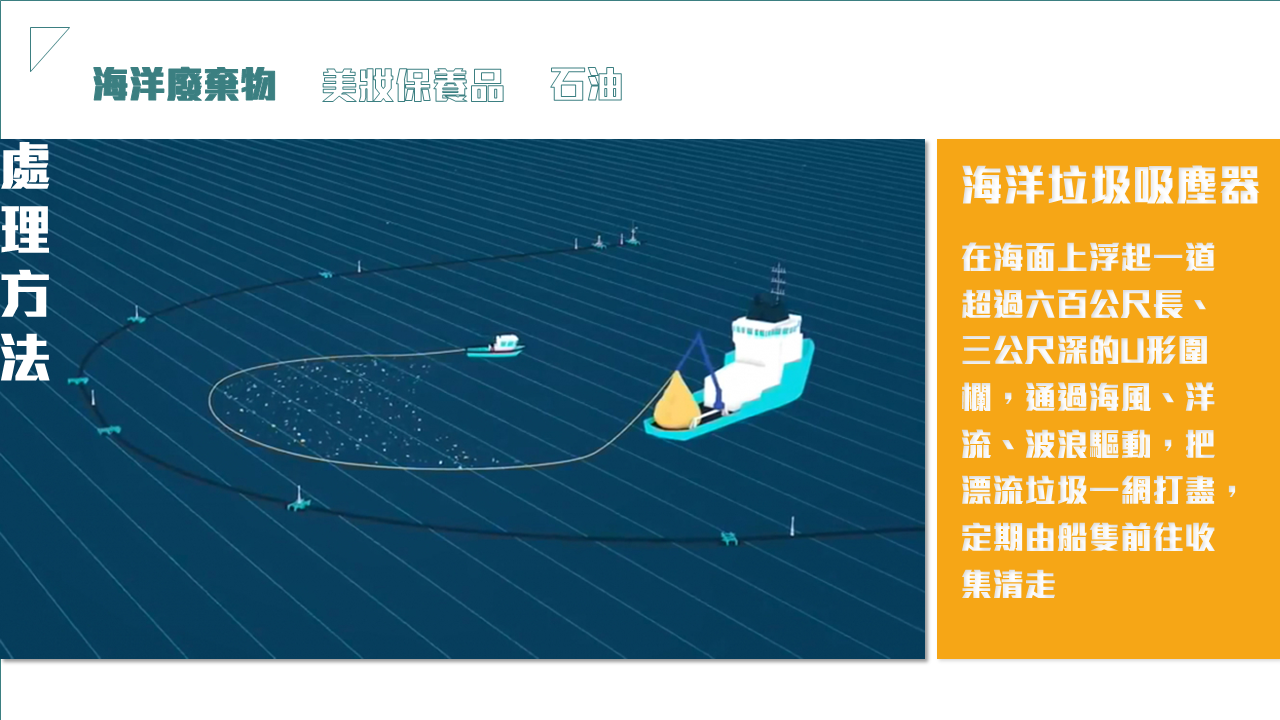 海洋廢棄物 美妝保養品 石油
處
理
方
法
海洋垃圾吸塵器
在海面上浮起一道
超過六百公尺長、
三公尺深的U形圍
欄，通過海風、洋
流、波浪驅動，把
漂流垃圾一網打盡，
定期由船隻前往收
集清走